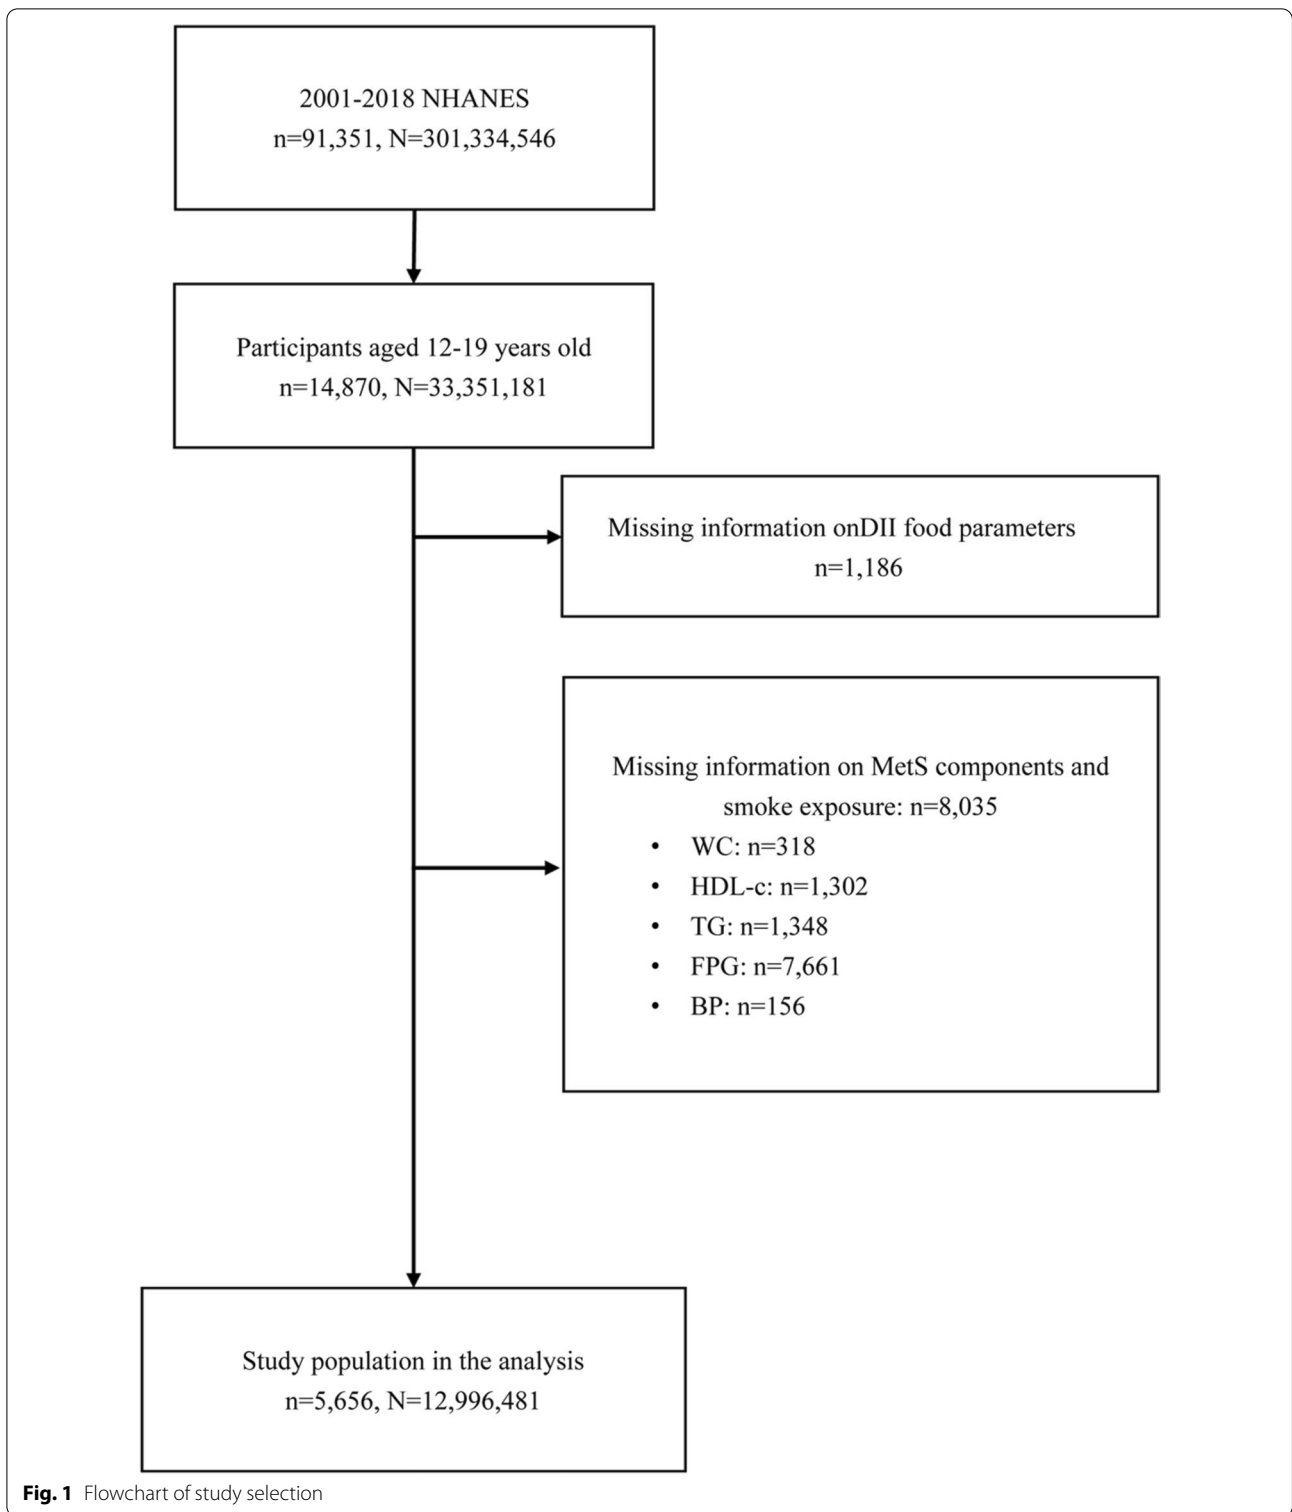 2001-2018 NHANES
n=91,351, N=301,334,546
Participants aged 12-19 years old
n=14,870, N=33,351,181
Missing information onDII food parameters
n=1,186
Missing information on MetS components and
smoke exposure: n=8,035
• WC: n=318
• HDL-c: n=1,302
• TG: n=1,348
• FPG: n=7,661
• BP: n=156
Study population in the analysis
n=5,656, N=12,996,481
Fig. 1 Flowchart of study selection